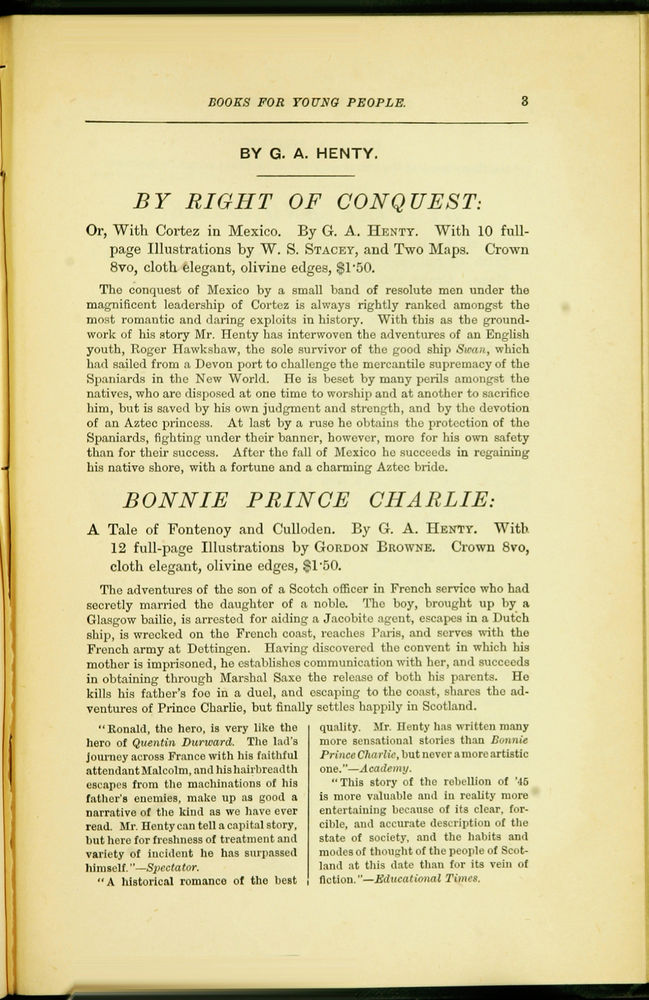 BOOKS FOR YOUNG PEOPLE. 3
BY G. A. HENTY.
BY RIGHT OF CONQUEST:
Or, With Cortez in Mexico. By G. A. HENTY. With 10 full-
page Illustrations by W. S. STACEY, and Two Maps. Crown
8vo, cloth elegant, olivine edges, $1·50.
The conquest of Mexico by a small band of resolute men under the
magnificent leadership of Cortez is always rightly ranked amongst the
most romantic and daring exploits in history. With this as the ground-
work of his story Mr. Henty has interwoven the adventures of an English
youth, Roger Hawkshaw, the sole survivor of the good ship Swan, which
had sailed from a Devon port to challenge the mercantile supremacy of the
Spaniards in the New World. He is beset by many perils amongst the
natives, who are disposed at one time to worship and at another to sacrifice
him, but is saved by his own judgment and strength, and by the devotion
of an Aztec princess. At last by a ruse he obtains the protection of the
Spaniards, fighting under their banner, however, more for his own safety
than for their success. After the fall of Mexico he succeeds in regaining
his native shore, with a fortune and a charming Aztec bride.
BONNIE PRINCE CHARLIE:
A Tale of Fontenoy and Culloden. By G. A. HENTY. With
12 full-page Illustrations by GORDON BROWNE. Crown 8vo,
cloth elegant, olivine edges, $1·50.
The adventures of the son of a Scotch officer in French service who had
secretly married the daughter of a noble. The boy, brought up by a
Glasgow bailie, is arrested for aiding a Jacobite agent, escapes in a Dutch
ship, is wrecked on the French coast, reaches Paris, and serves with the
French army at Dettingen. Having discovered the convent in which his
mother is imprisoned, he establishes communication with her, and succeeds
in obtaining through Marshal Saxe the release of both his parents. He
kills his father's foe in a duel, and escaping to the coast, shares the ad-
ventures of Prince Charlie, but finally settles happily in Scotland.
"Ronald, the hero, is very like the
hero of Quentin Durward. The lad's
journey across France with his faithful
attendant Malcolm, and his hairbreadth
escapes from the machinations of his
father's enemies, make up as good a
narrative of the kind as we have ever
read. Mr. Henty can tell a capital story,
but here for freshness of treatment and
variety of incident he has surpassed
himself."—Spectator.
"A historical romance of the best
quality. Mr. Henty has written many
more sensational stories than Bonnie
Prince Charlie, but never a more artistic
one."—Academy.
"This story of the rebellion of '45
is more valuable and in reality more
entertaining because of its clear, for-
cible, and accurate description of the
state of society, and the habits and
modes of thought of the people of Scot-
land at this date than for its vein of
fiction."—Educational Times.